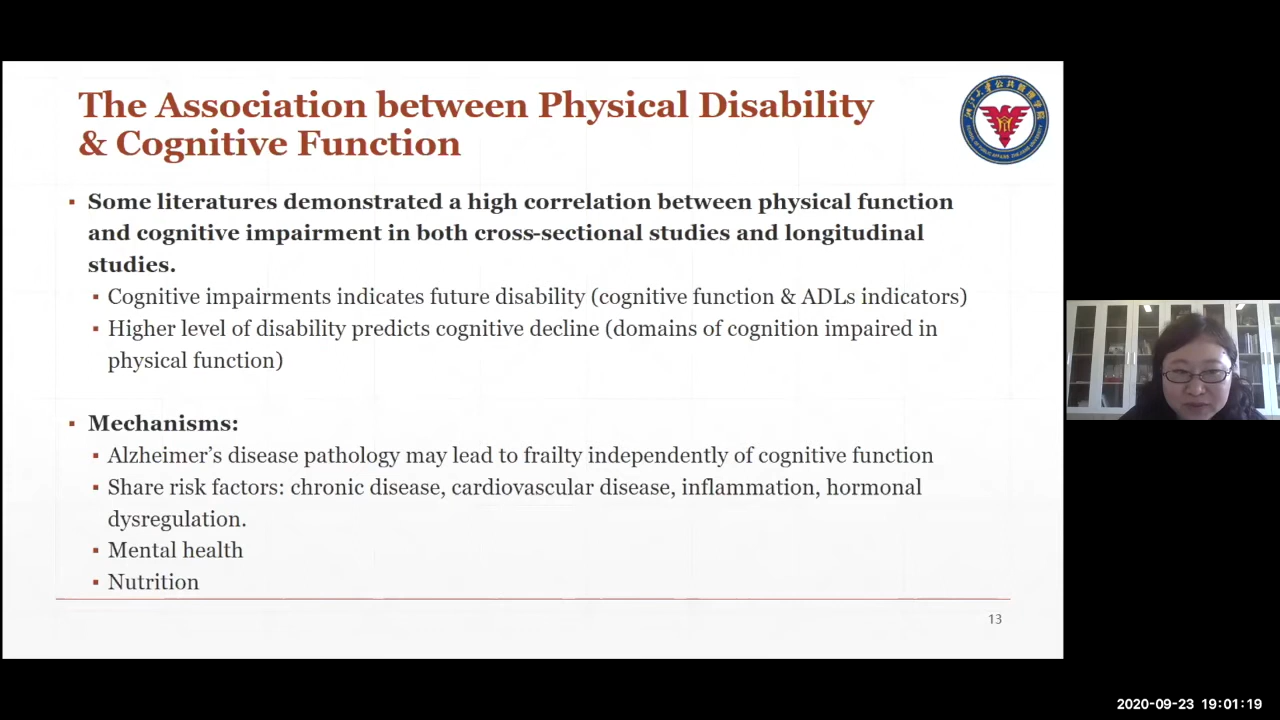 The Association between Physical Disability
& Cognitive Function
▪ Some literatures demonstrated a high correlation between physical function
and cognitive impairment in both cross-sectional studies and longitudinal
studies.
▪ Cognitive impairments indicates future disability (cognitive function & ADLs indicators)
▪ Higher level of disability predicts cognitive decline (domains of cognition impaired in
physical function)
▪ Mechanisms:
▪ Alzheimer’s disease pathology may lead to frailty independently of cognitive function
▪ Share risk factors: chronic disease, cardiovascular disease, inflammation, hormonal
dysregulation.
▪ Mental health
▪ Nutrition
13
2020-09-23 19:01:19